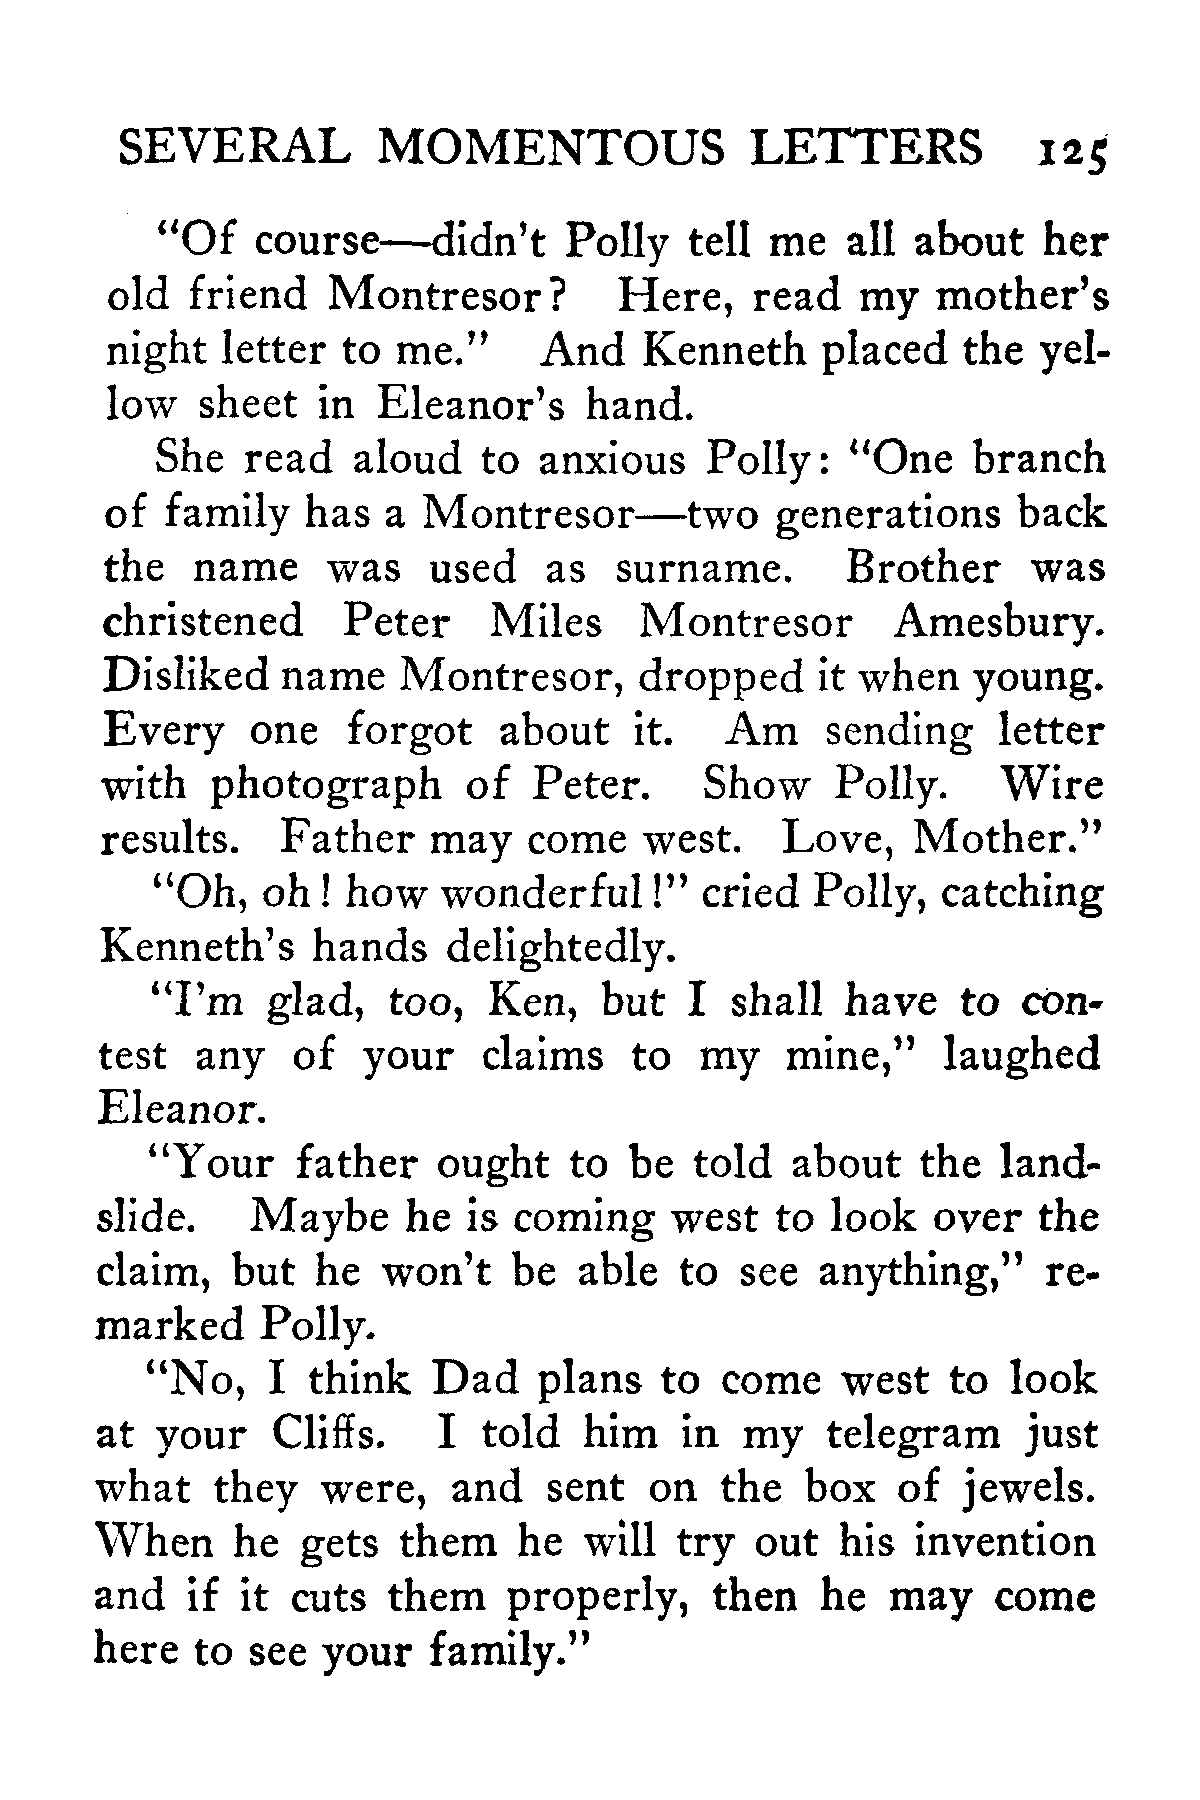 SEVERAL MOMENTOUS LETTERS 125
“Of course—didn’t Polly tell me all about her
old friend Montresor? Here, read my mother’s
night letter to me.” And Kenneth placed the yel-
low sheet in Eleanor’s hand.
She read aloud to anxious Polly: “One branch
of family has a Montresor—two generations back
the name was used as surname. Brother was
christened Peter Miles Montresor Amesbury.
Disliked name Montresor, dropped it when young.
Every one forgot about it. Am sending letter
with photograph of Peter. Show Polly. Wire
results. Father may come west. Love, Mother.”
“Oh, oh! how wonderful!” cried Polly, catching
Kenneth’s hands delightedly.
“I’m glad, too, Ken, but I shall have to con-
test any of your claims to my mine,” laughed
Eleanor.
“Your father ought to be told about the land-
slide. Maybe he is coming west to look over the
claim, but he won’t be able to see anything,” re-
marked Polly.
“No, I think Dad plans to come west to look
at your Cliffs. I told him in my telegram just
what they were, and sent on the box of jewels.
When he gets them he will try out his invention
and if it cuts them properly, then he may come
here to see your family.”